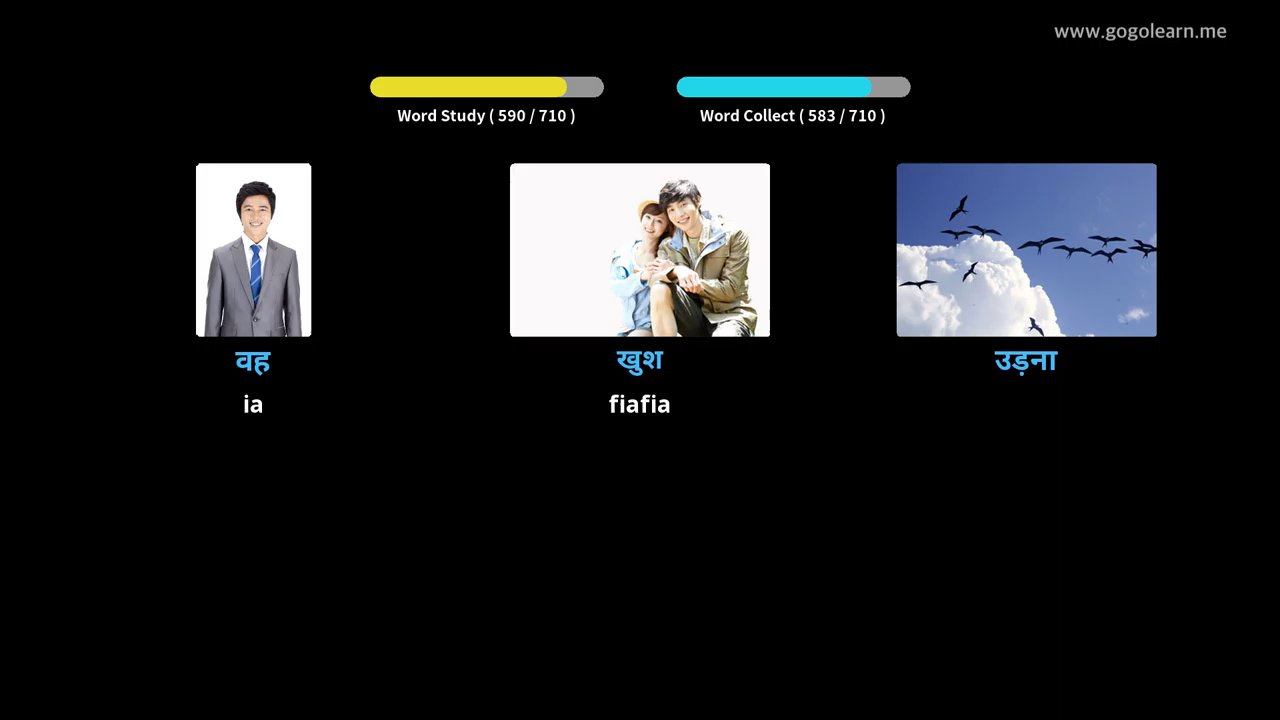 www.gogolearn.me
Word Study ( 590 / 710 )
Word Collect ( 583 / 710 )
वह
खुश
उड़ना
ia
fiafia